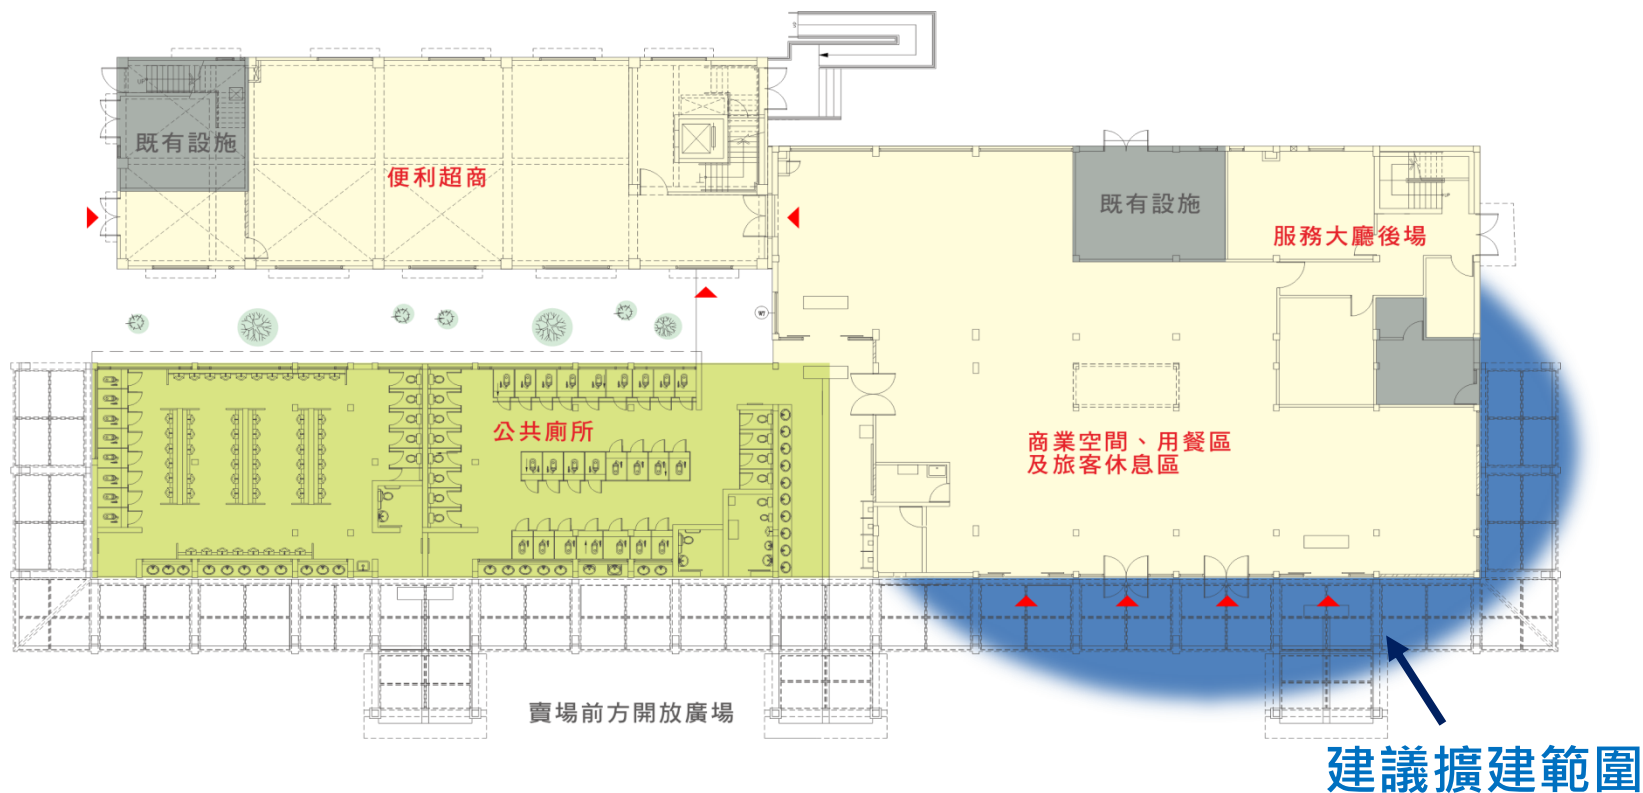 既有設施
便利超商
既有設施
服務大廳後場
公共廁所
商業空間、用餐區
及旅客休息區
賣場前方開放廣場
建議擴建範圍